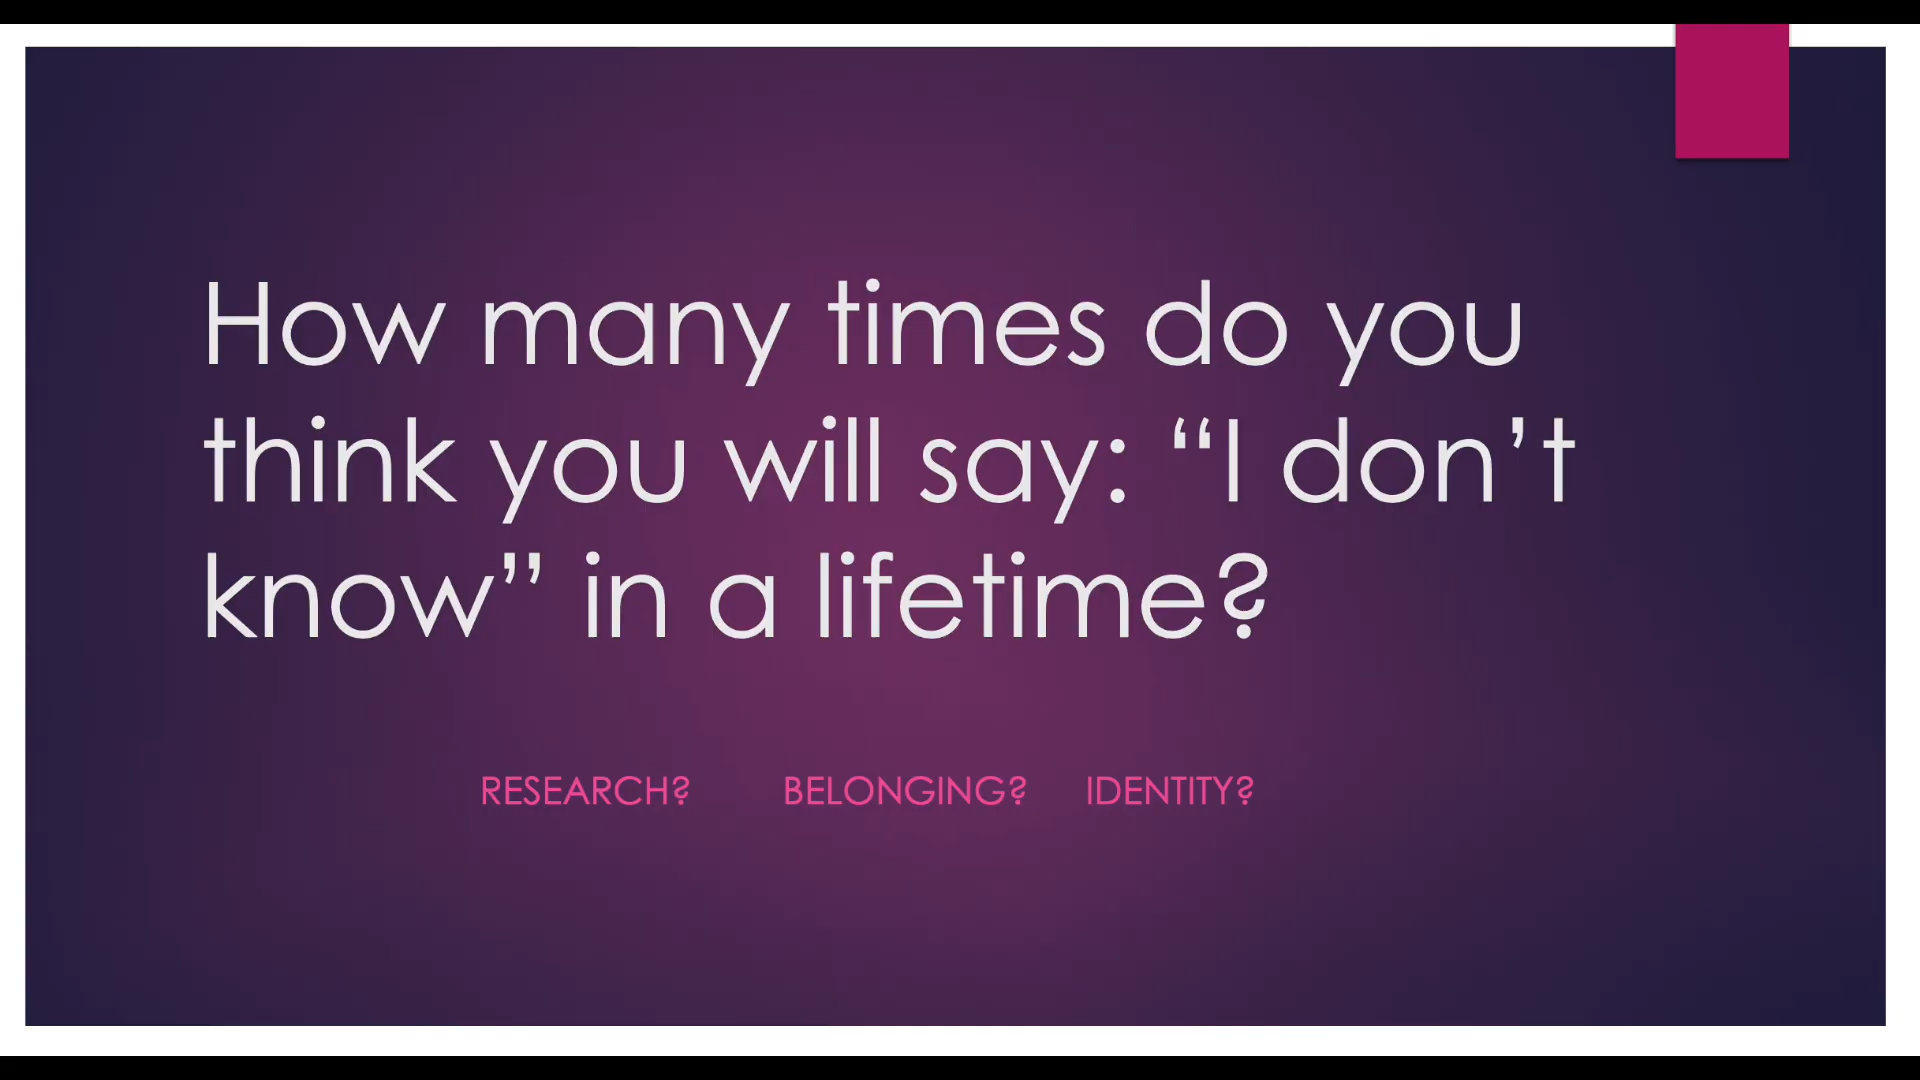 How many times do you
think you will say: “I don’t
know” in a lifetime?
RESEARCH? BELONGING? IDENTITY?